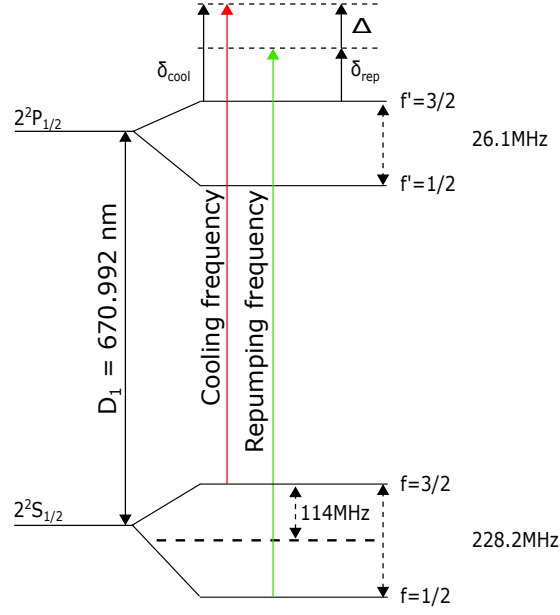 Δ
δcool
δrep
f'=3/2
2²P1/2
26.1MHz
f'=1/2
D1 = 670.992 nm
Cooling frequency
Repumping frequency
f=3/2
114MHz
2²S1/2
228.2MHz
f=1/2